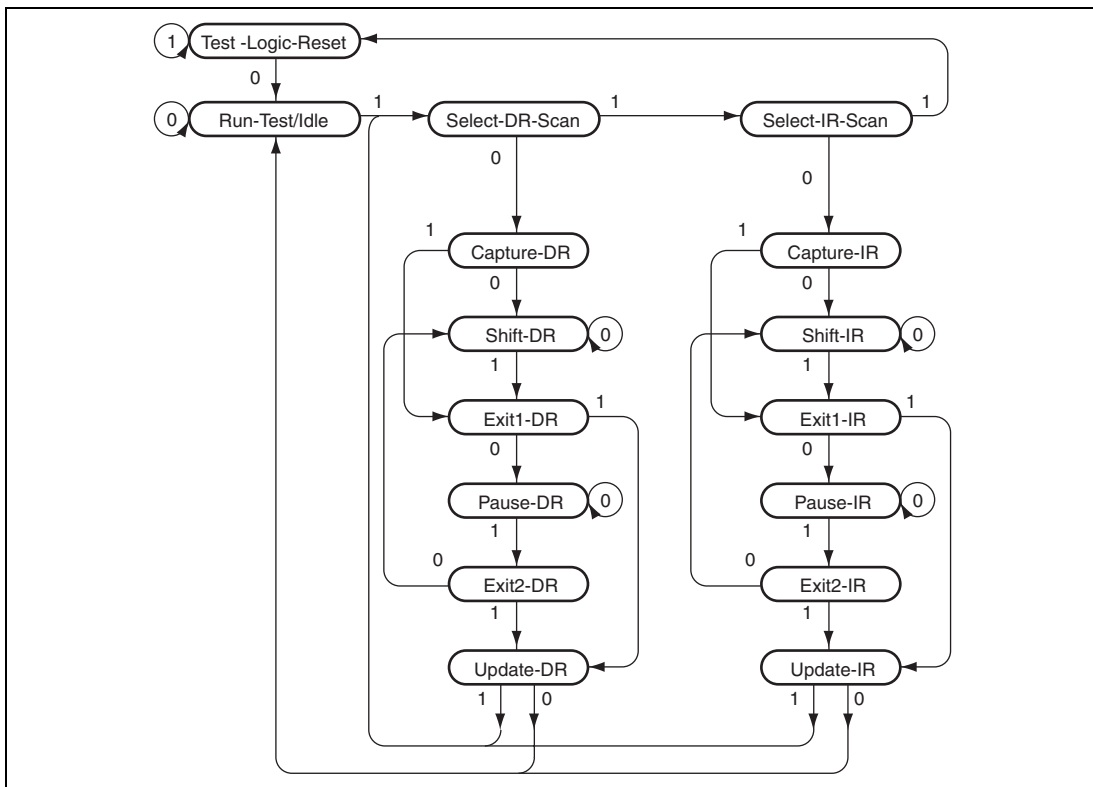 1 Test -Logic-Reset
0
0 Run-Test/Idle 1 Select-DR-Scan 1 Select-IR-Scan 1
0 0
1 Capture-DR 1 Capture-IR
0 0
Shift-DR 0 Shift-IR 0
1 1
Exit1-DR 1 Exit1-IR 1
0 0
Pause-DR 0 Pause-IR 0
1 1
0 Exit2-DR 0 Exit2-IR
1 1
Update-DR Update-IR
1 0 1 0